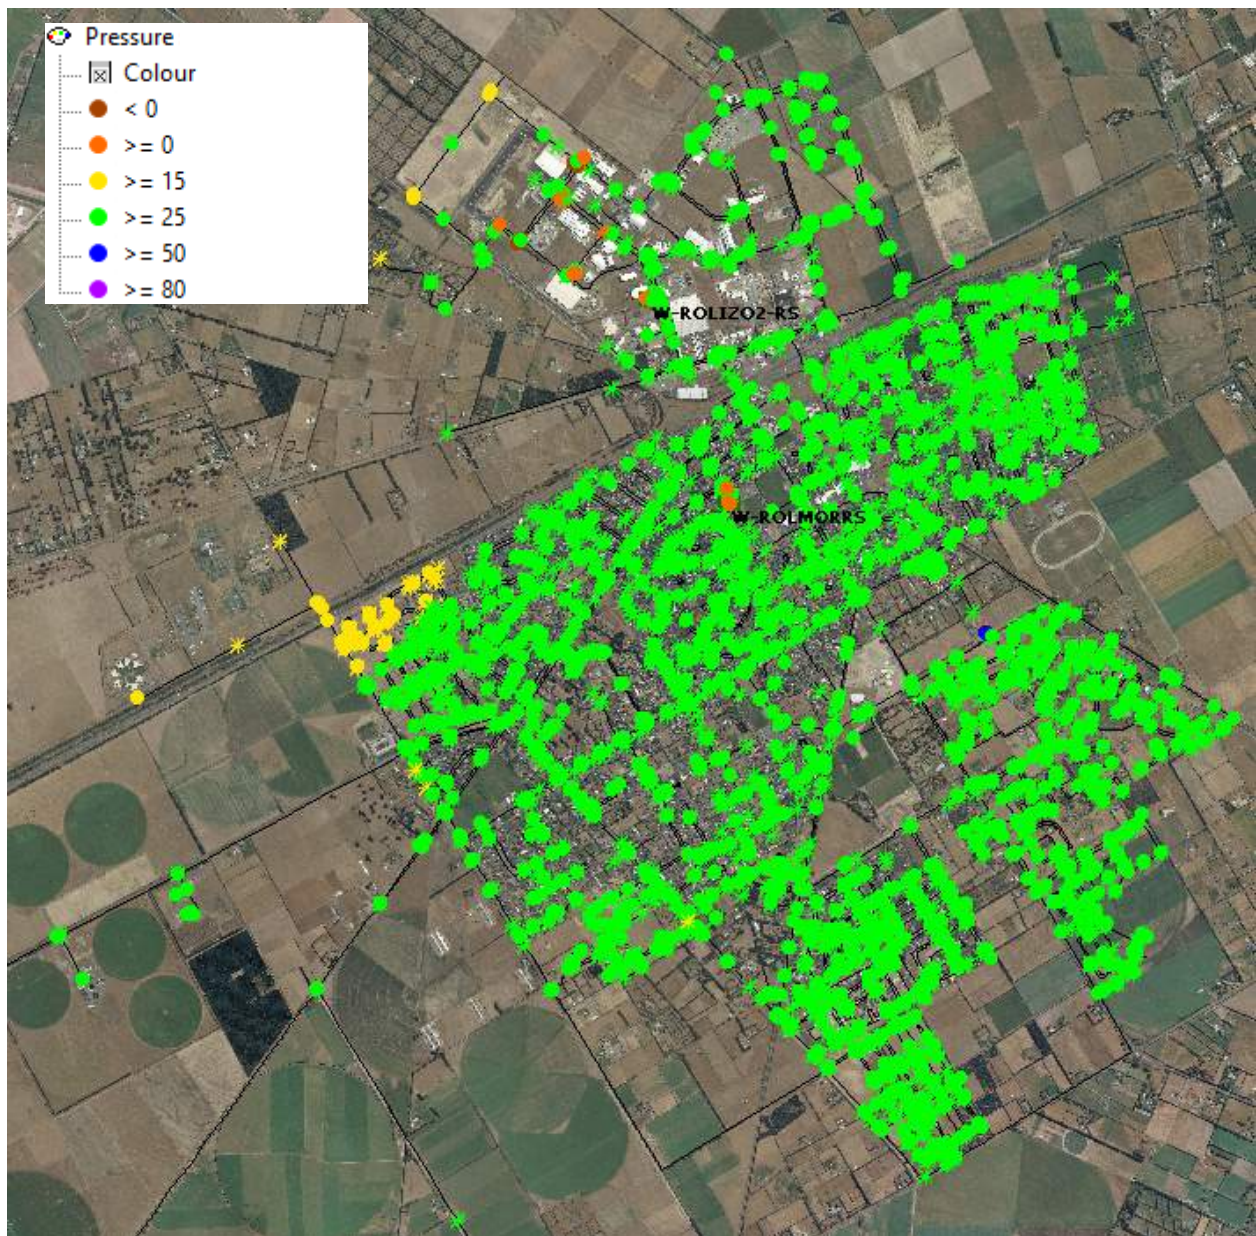 Pressure
Colour
< 0
>= 0
>= 15
>= 25
>= 50
>= 80
W-ROLIZO2-RS
W-ROLMORRS